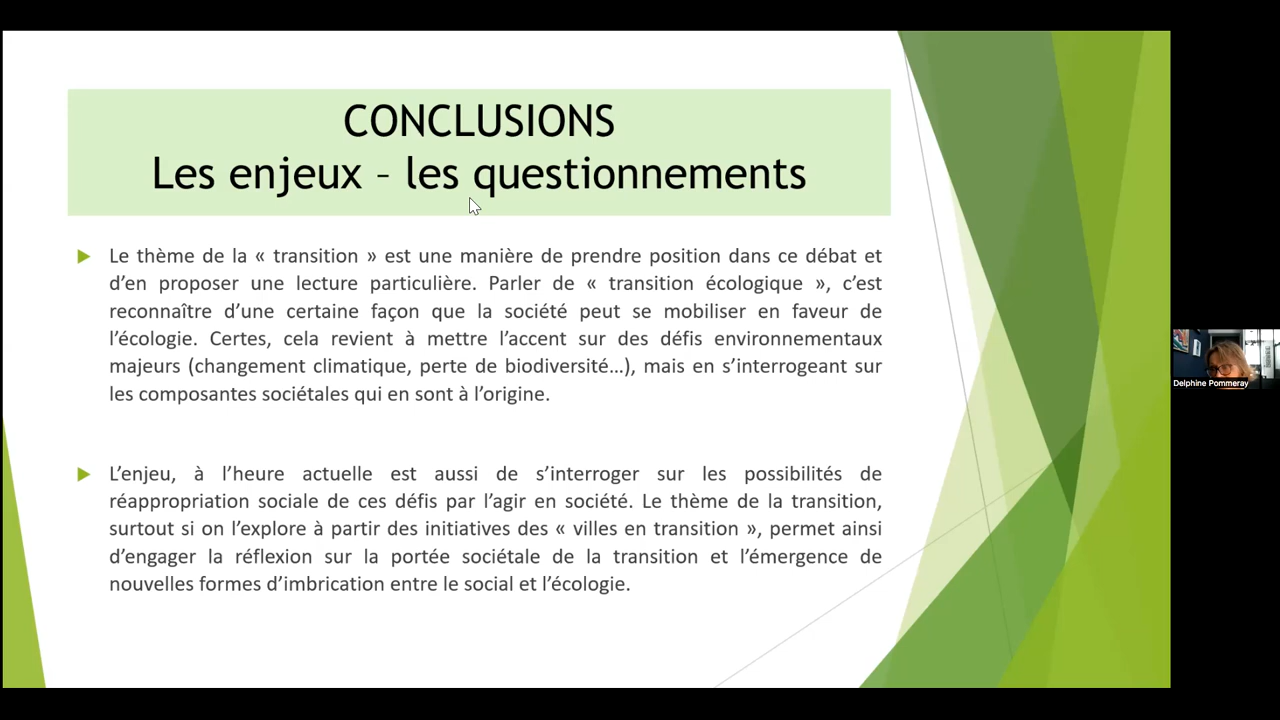 CONCLUSIONS
Les enjeux – les questionnements
Le thème de la « transition » est une manière de prendre position dans ce débat et
d’en proposer une lecture particulière. Parler de « transition écologique », c’est
reconnaître d’une certaine façon que la société peut se mobiliser en faveur de
l’écologie. Certes, cela revient à mettre l’accent sur des défis environnementaux
majeurs (changement climatique, perte de biodiversité…), mais en s’interrogeant sur
les composantes sociétales qui en sont à l’origine.
L’enjeu, à l’heure actuelle est aussi de s’interroger sur les possibilités de
réappropriation sociale de ces défis par l’agir en société. Le thème de la transition,
surtout si on l’explore à partir des initiatives des « villes en transition », permet ainsi
d’engager la réflexion sur la portée sociétale de la transition et l’émergence de
nouvelles formes d’imbrication entre le social et l’écologie.
Delphine Pommeray